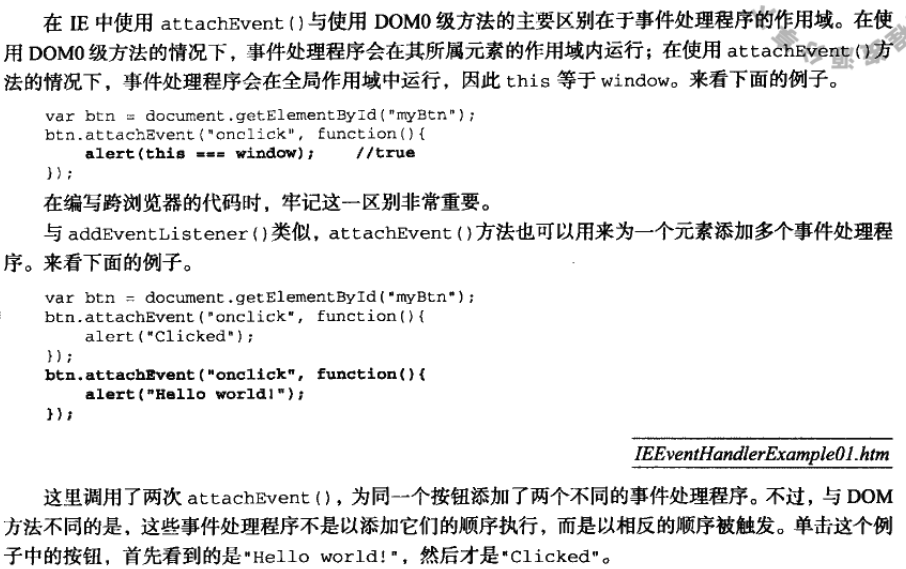 在 IE 中使用 attachEvent()与使用 DOM0 级方法的主要区别在于事件处理程序的作用域。在使
用 DOM0 级方法的情况下，事件处理程序会在其所属元素的作用域内运行；在使用 attachEvent()方
法的情况下，事件处理程序会在全局作用域中运行，因此 this 等于 window。来看下面的例子。
var btn = document.getElementById("myBtn");
btn.attachEvent("onclick", function(){
    alert(this === window);    //true
});
在编写跨浏览器的代码时，牢记这一区别非常重要。
与 addEventListener()类似，attachEvent()方法也可以用来为一个元素添加多个事件处理程
序。来看下面的例子。
var btn = document.getElementById("myBtn");
btn.attachEvent("onclick", function(){
    alert("Clicked");
});
btn.attachEvent("onclick", function(){
    alert("Hello world!");
});
IEEventHandlerExample01.htm
这里调用了两次 attachEvent()，为同一个按钮添加了两个不同的事件处理程序。不过，与 DOM
方法不同的是，这些事件处理程序不是以添加它们的顺序执行，而是以相反的顺序被触发。单击这个例
子中的按钮，首先看到的是"Hello world!"，然后才是"Clicked"。